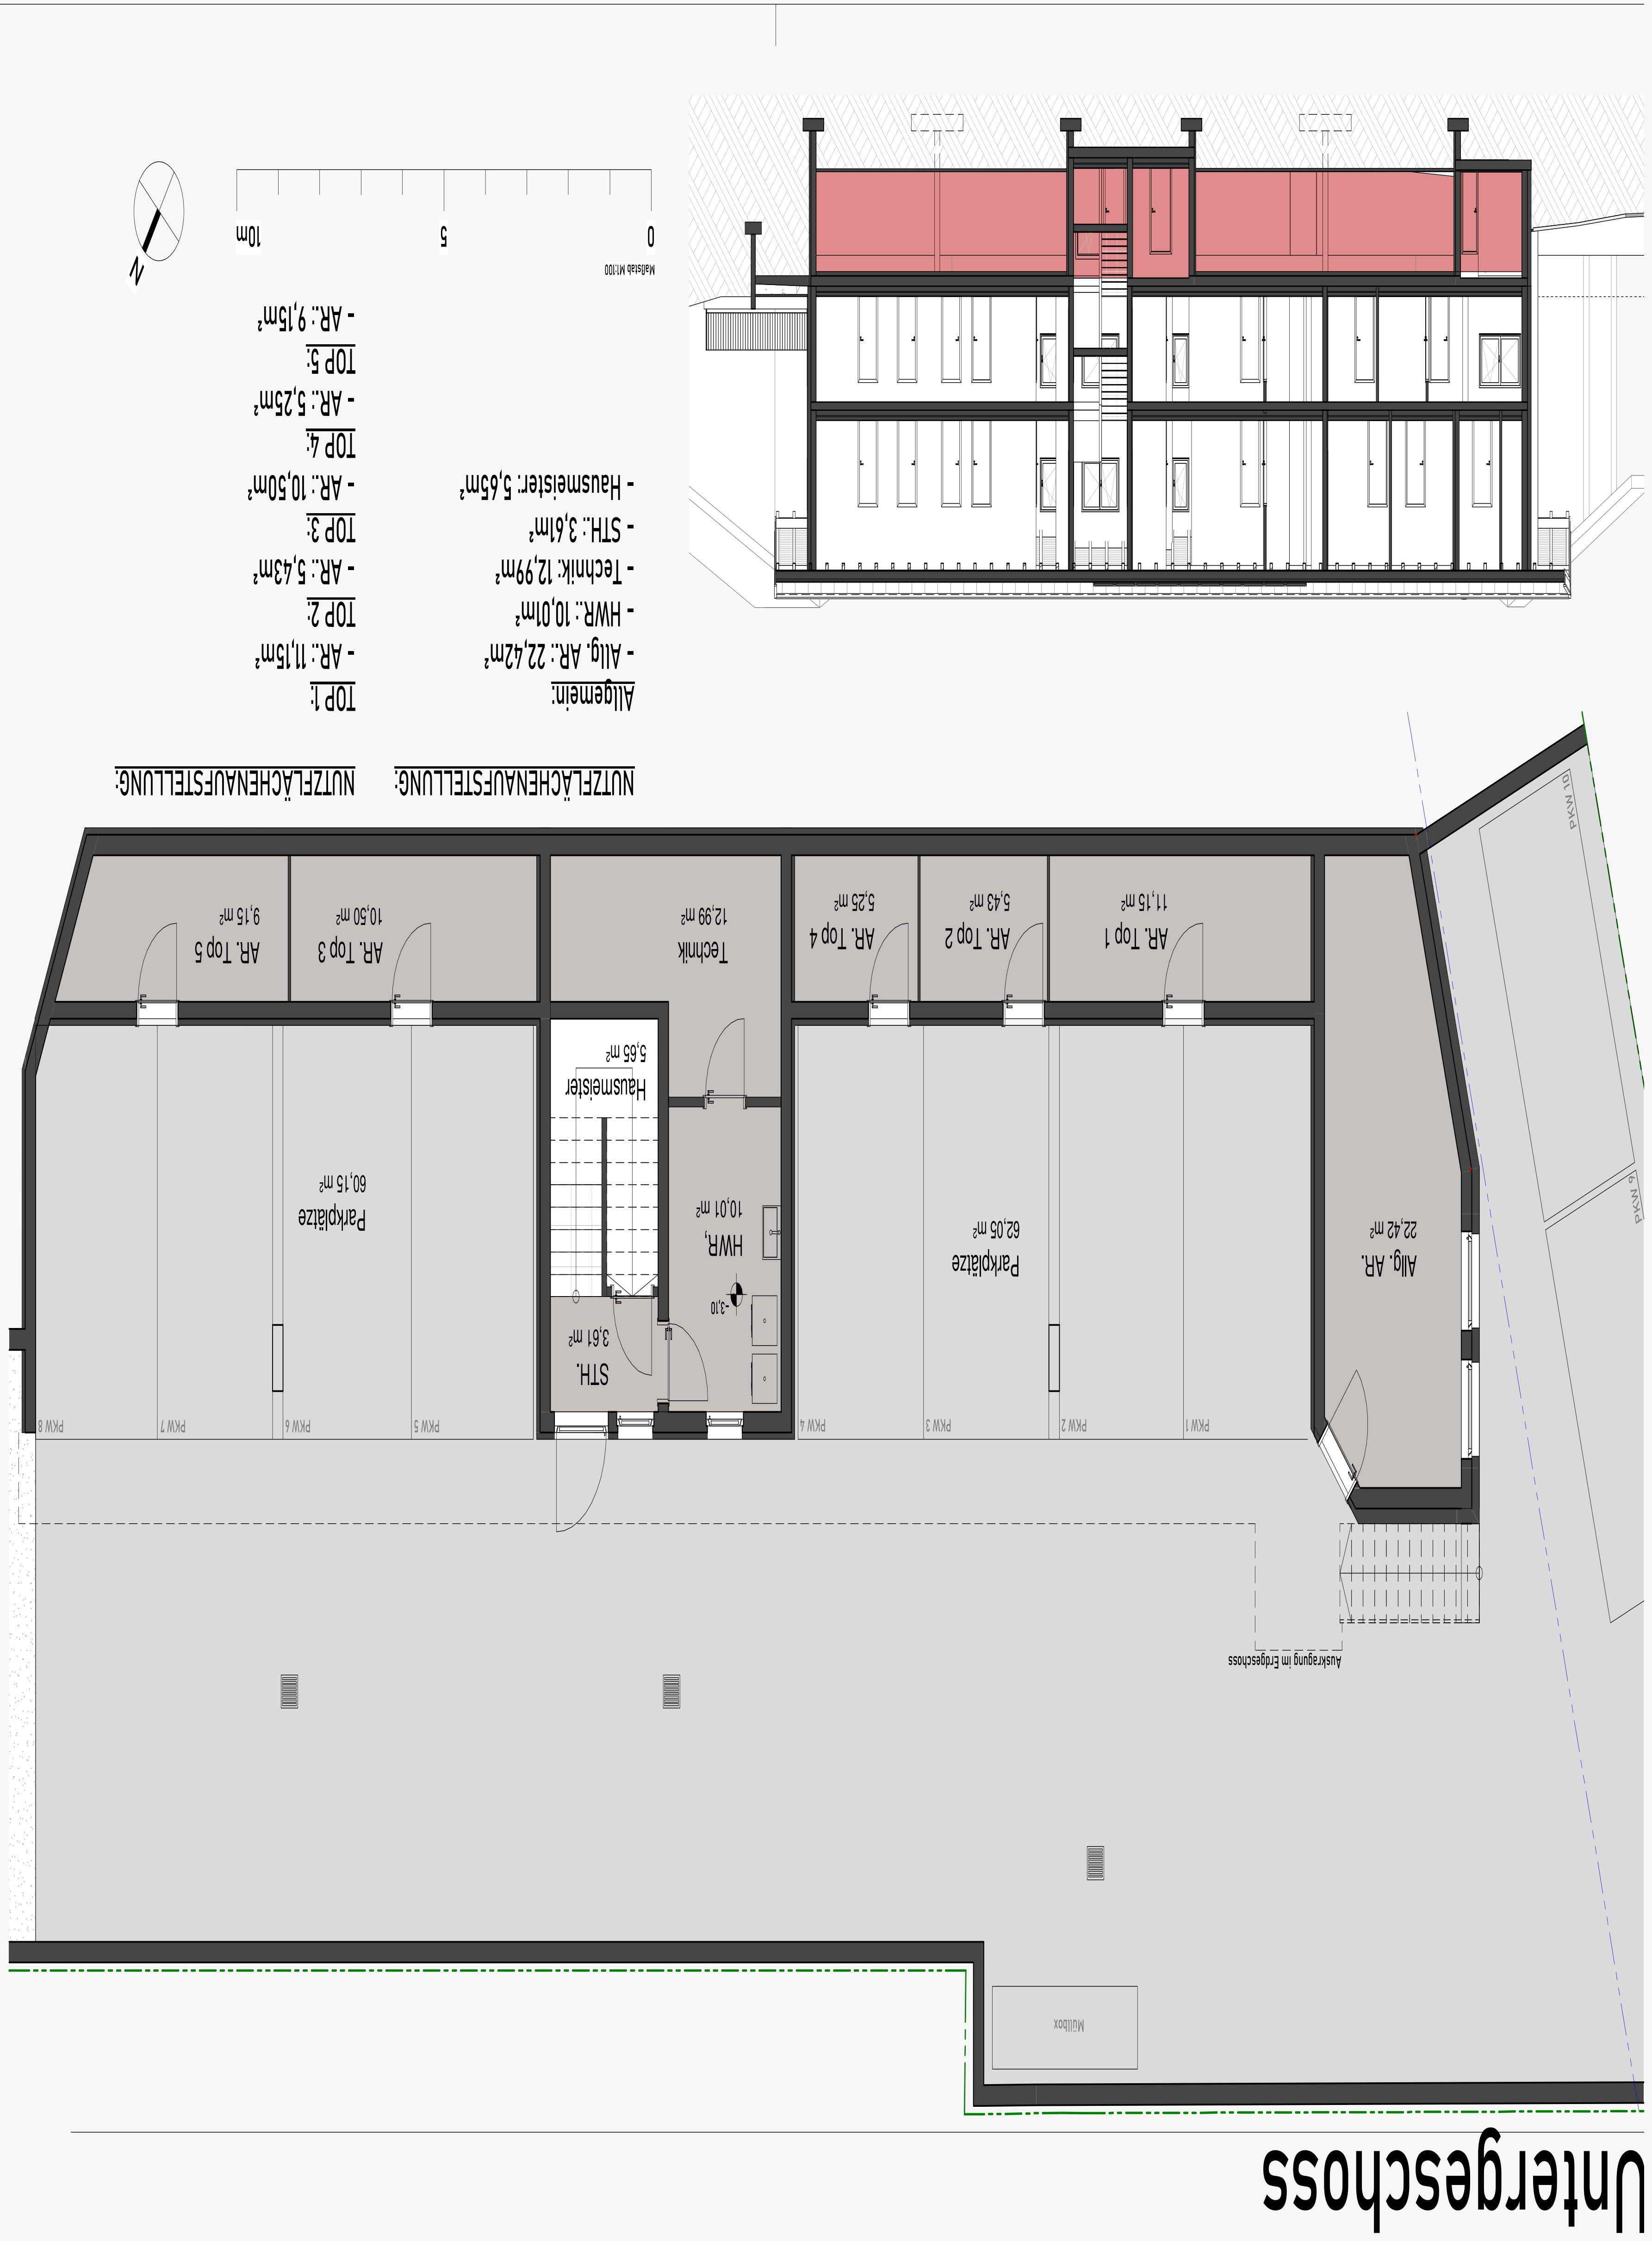 Untergeschoss
Müllbox
Auskragung im Erdgeschoss
PKW 1
PKW 2
PKW 3
PKW 4
PKW 5
PKW 6
PKW 7
PKW 8
STH.
3,61 m²
-3,10
Allg. AR.
22,42 m²
Parkplätze
62,05 m²
HWR,
10,01 m²
Parkplätze
60,15 m²
PKW 9
Hausmeister
5,65 m²
AR. Top 1
11,15 m²
AR. Top 2
5,43 m²
AR. Top 4
5,25 m²
Technik
12,99 m²
AR. Top 3
10,50 m²
AR. Top 5
9,15 m²
PKW 10
NUTZFLÄCHENAUFSTELLUNG:
Allgemein:
- Allg. AR.: 22,42m²
- HWR.: 10,01m²
- Technik: 12,99m²
- STH.: 3,61m²
- Hausmeister: 5,65m²
NUTZFLÄCHENAUFSTELLUNG:
TOP 1:
- AR.: 11,15m²
TOP 2:
- AR.: 5,43m²
TOP 3:
- AR.: 10,50m²
TOP 4:
- AR.: 5,25m²
TOP 5:
- AR.: 9,15m²
Maßstab M1:100
0 5 10m
N